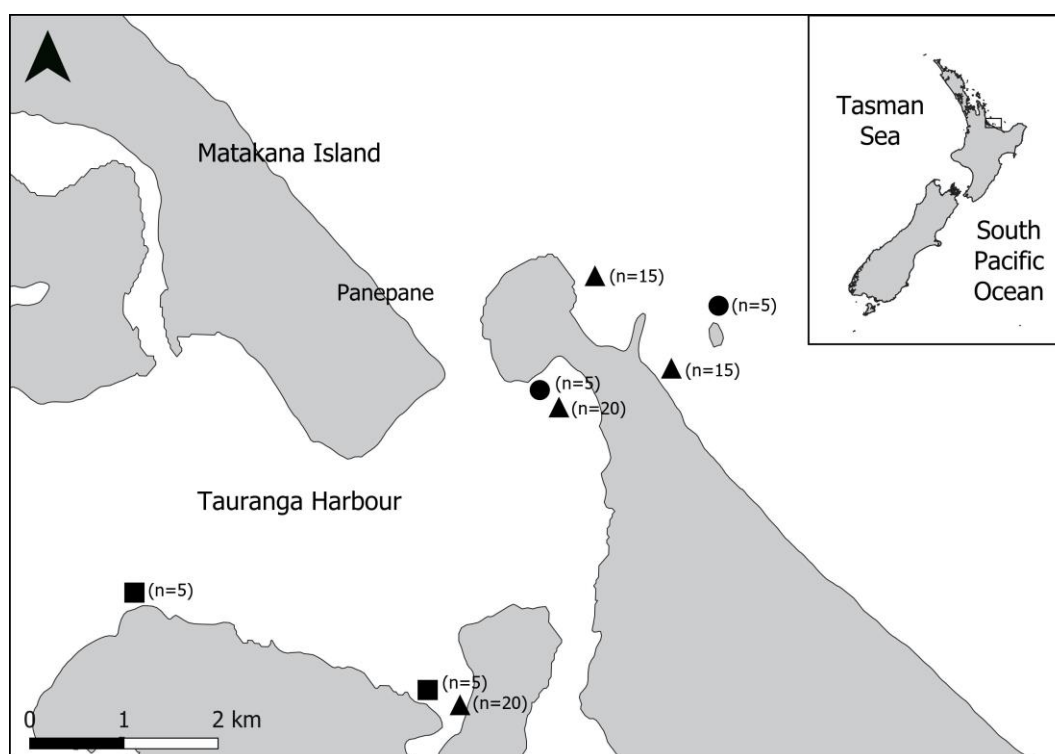 Matakana Island
Panepane
(n=15)
(n=5)
(n=15)
(n=5)
(n=20)
Tauranga Harbour
(n=5)
(n=5)
(n=20)
0 1 2 km
Tasman
Sea
South
Pacific
Ocean